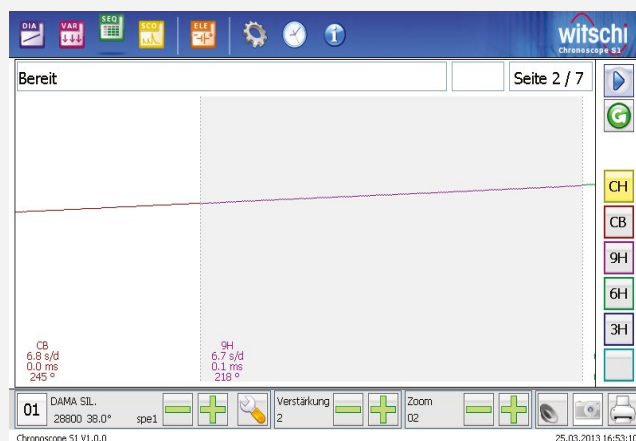 DIA
VAR
SEQ
SCO
ELE
witschi
Chronoscope S1
Bereit
Seite 2 / 7
CH
CB
9H
6H
3H
CB
6.8 s/d
0.0 ms
245 °
9H
6.7 s/d
0.1 ms
218 °
01
DAMA SIL.
28800 38.0° spe1
Verstärkung
2
Zoom
02
Chronoscope S1 V1.0.0
25.03.2013 16:53:10